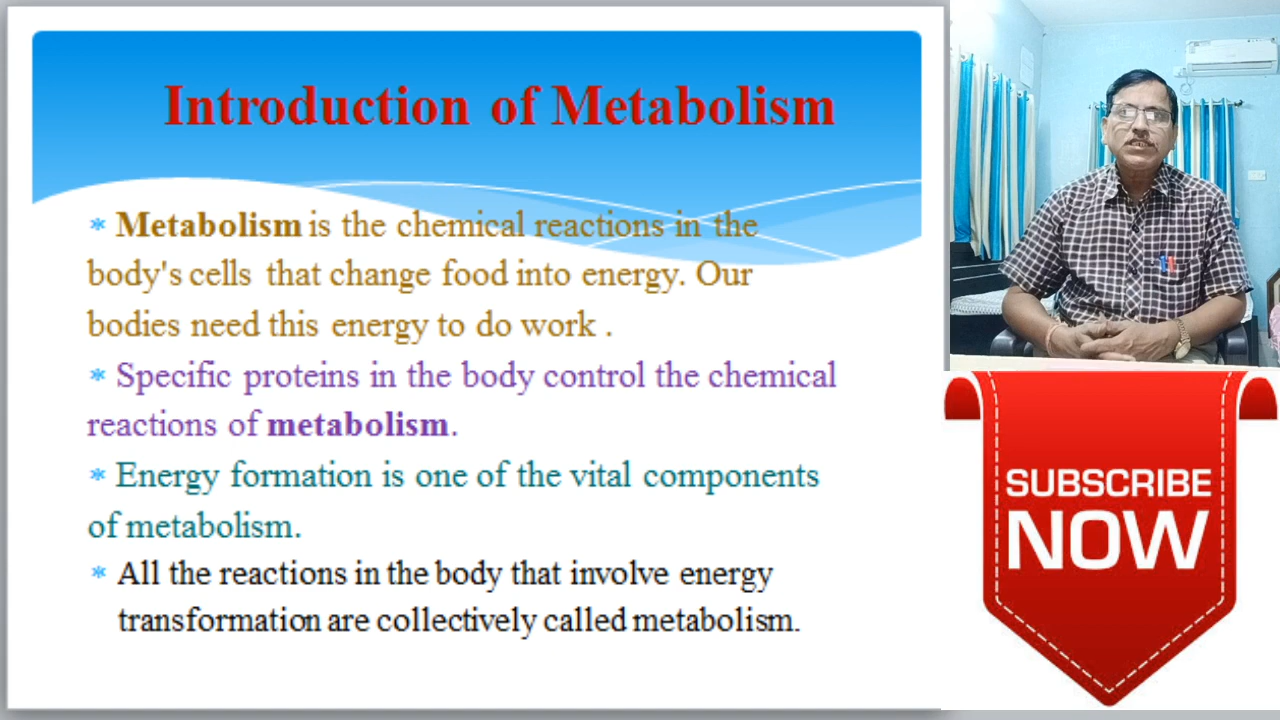 Introduction of Metabolism
* Metabolism is the chemical reactions in the
body's cells that change food into energy. Our
bodies need this energy to do work .
* Specific proteins in the body control the chemical
reactions of metabolism.
* Energy formation is one of the vital components
of metabolism.
* All the reactions in the body that involve energy
transformation are collectively called metabolism.
SUBSCRIBE
NOW